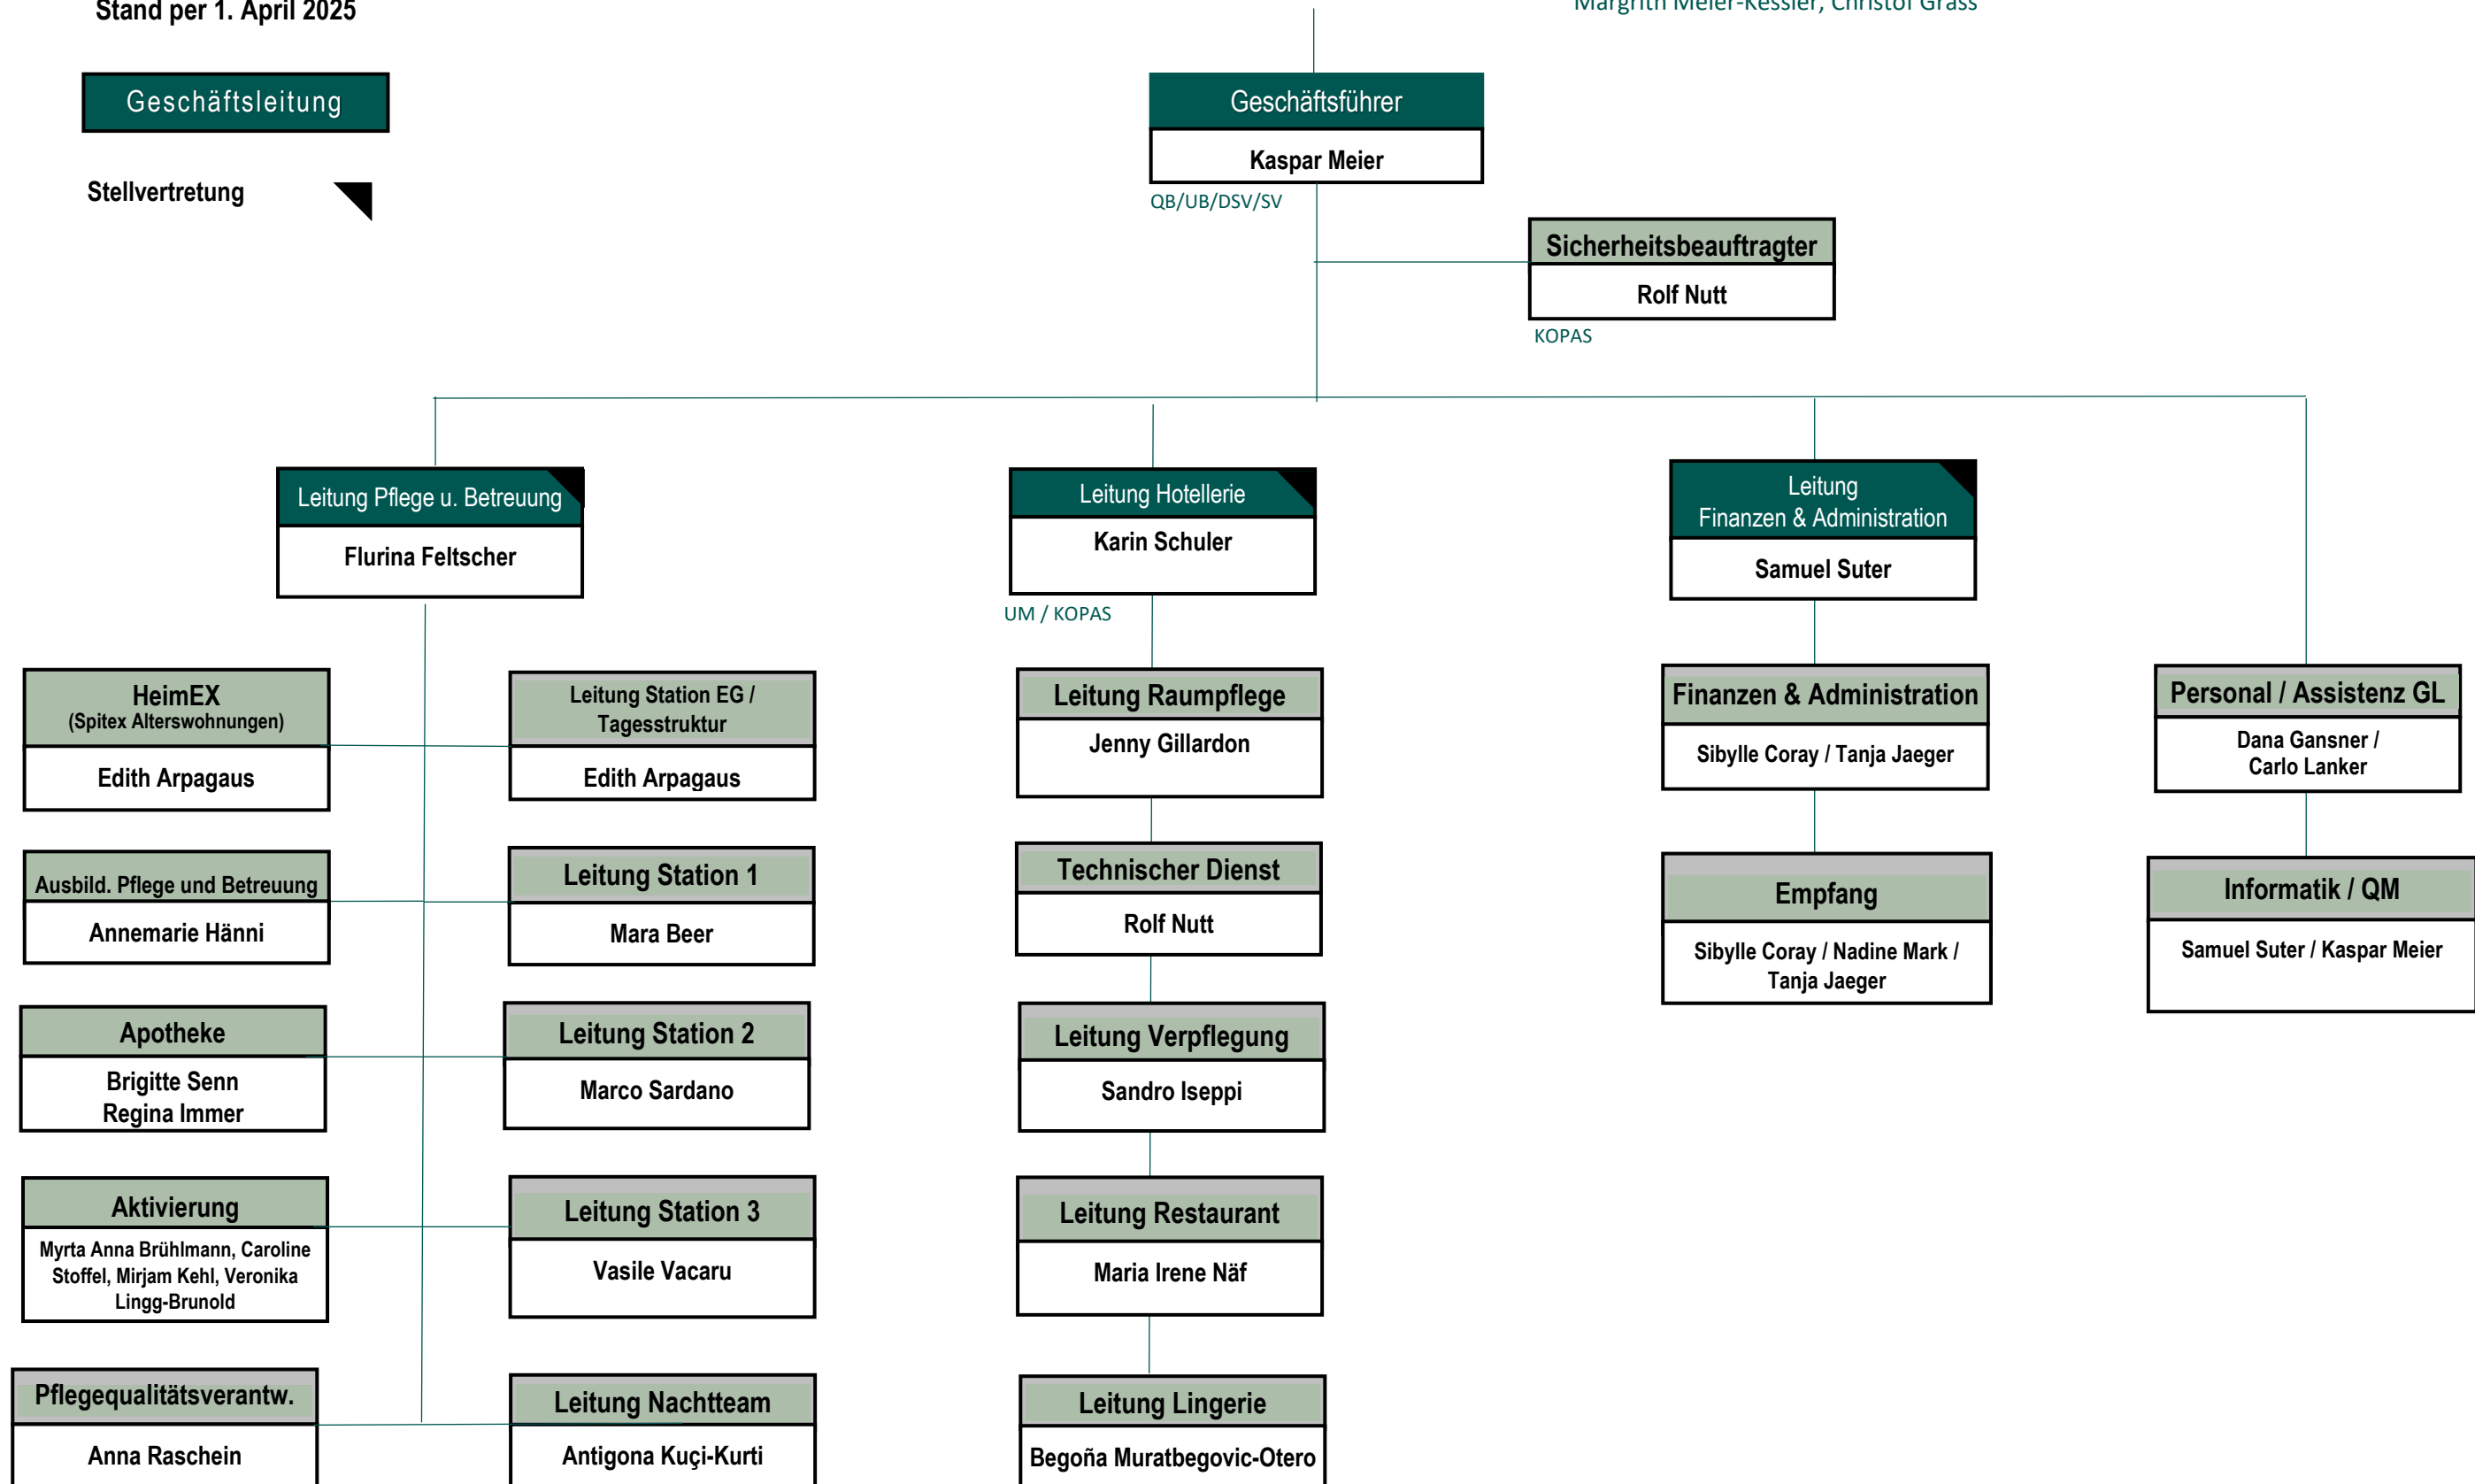 Stand per 1. April 2025
Margrith Meier-Kessler, Christof Grass
Geschäftsleitung
Stellvertretung
Geschäftsführer
Kaspar Meier
QB/UB/DSV/SV
Sicherheitsbeauftragter
Rolf Nutt
KOPAS
Leitung Pflege u. Betreuung
Flurina Feltscher
Leitung Hotellerie
Karin Schuler
UM / KOPAS
Leitung
Finanzen & Administration
Samuel Suter
HeimEX
(Spitex Alterswohnungen)
Edith Arpagaus
Leitung Station EG /
Tagesstruktur
Edith Arpagaus
Leitung Raumpflege
Jenny Gillardon
Finanzen & Administration
Sibylle Coray / Tanja Jaeger
Personal / Assistenz GL
Dana Gansner /
Carlo Lanker
Ausbild. Pflege und Betreuung
Annemarie Hänni
Leitung Station 1
Mara Beer
Technischer Dienst
Rolf Nutt
Empfang
Sibylle Coray / Nadine Mark /
Tanja Jaeger
Informatik / QM
Samuel Suter / Kaspar Meier
Apotheke
Brigitte Senn
Regina Immer
Leitung Station 2
Marco Sardano
Leitung Verpflegung
Sandro Iseppi
Aktivierung
Myrta Anna Brühlmann, Caroline
Stoffel, Mirjam Kehl, Veronika
Lingg-Brunold
Leitung Station 3
Vasile Vacaru
Leitung Restaurant
Maria Irene Näf
Pflegequalitätsverantw.
Anna Raschein
Leitung Nachtteam
Antigona Kuçi-Kurti
Leitung Lingerie
Begoña Muratbegovic-Otero